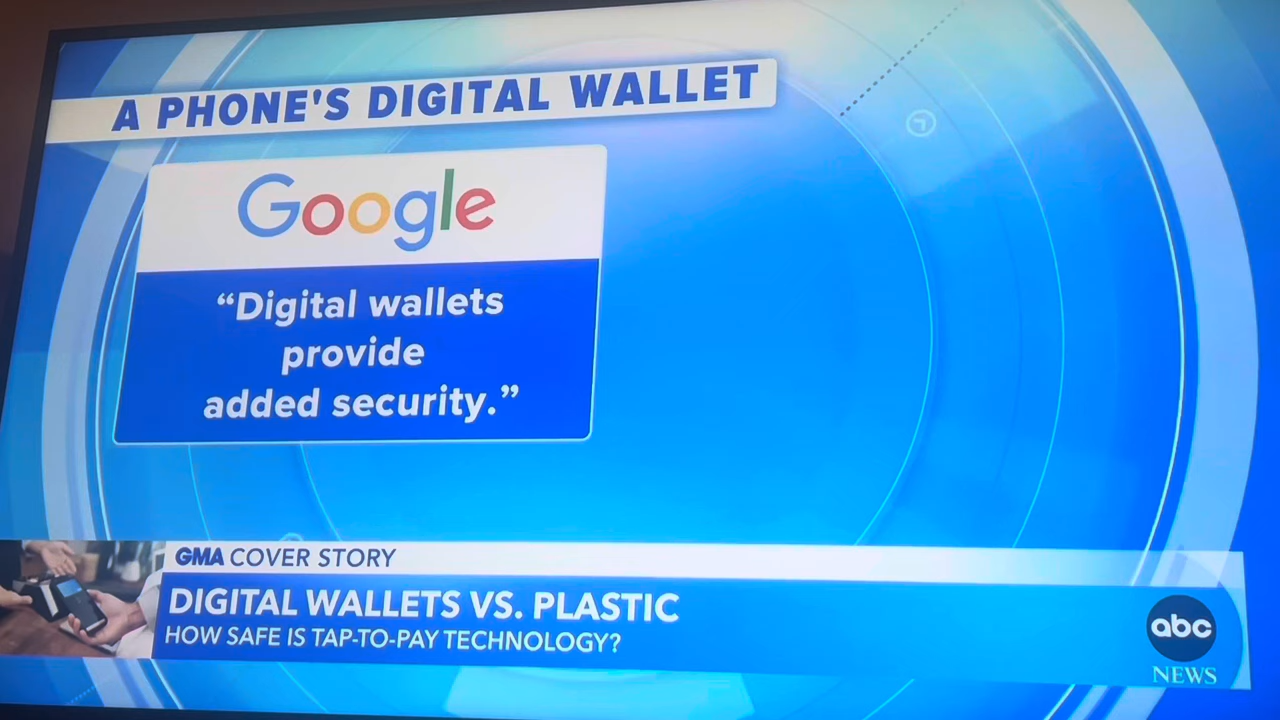 A PHONE'S DIGITAL WALLET
Google
“Digital wallets
provide
added security.”
GMA COVER STORY
DIGITAL WALLETS VS. PLASTIC
HOW SAFE IS TAP-TO-PAY TECHNOLOGY?
abc
NEWS